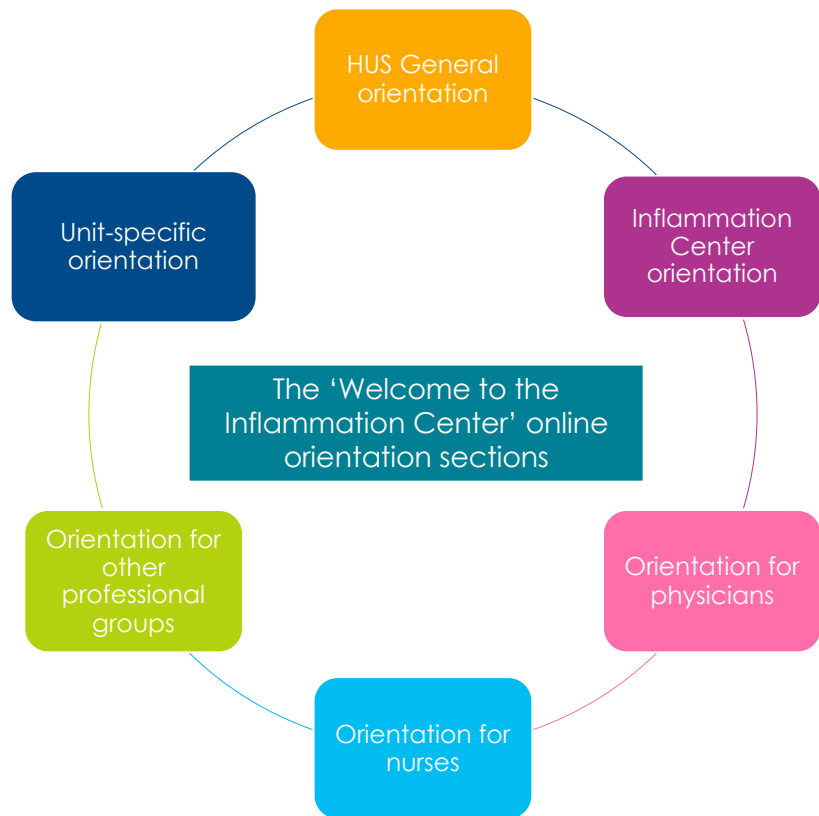 HUS General
orientation
Inflammation
Center
orientation
Orientation for
physicians
Orientation for
nurses
Orientation for
other
professional
groups
Unit-specific
orientation
The ‘Welcome to the
Inflammation Center’ online
orientation sections